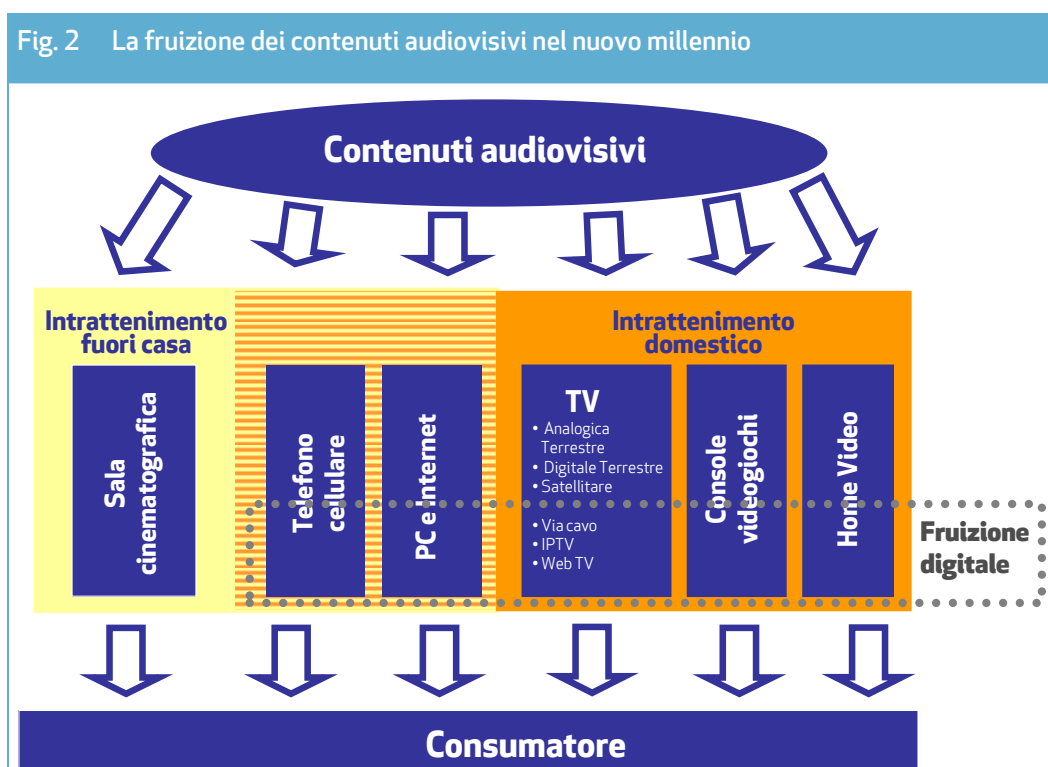 Fig. 2 La fruizione dei contenuti audiovisivi nel nuovo millennio
Contenuti audiovisivi
Intrattenimento
fuori casa
Intrattenimento
domestico
Sala
cinematografica
Telefono
cellulare
PC e internet
TV
• Analogica
Terrestre
• Digitale Terrestre
• Satellitare
• Via cavo
• IPTV
• Web TV
Console
videogiochi
Home Video
Fruizione
digitale
Consumatore